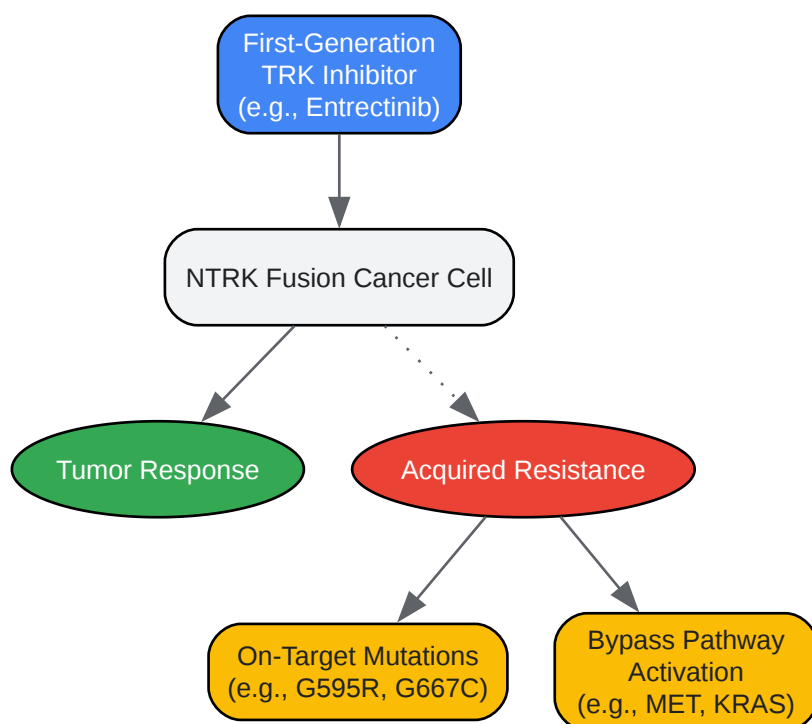 First-Generation
TRK Inhibitor
(e.g., Entrectinib)
NTRK Fusion Cancer Cell
Tumor Response
Acquired Resistance
On-Target Mutations
(e.g., G595R, G667C)
Bypass Pathway
Activation
(e.g., MET, KRAS)